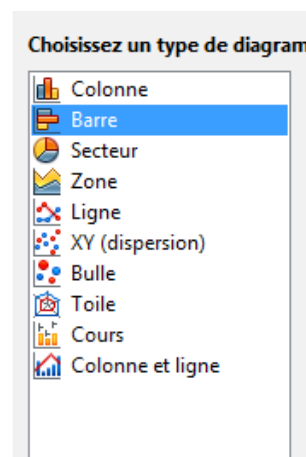 Choisissez un type de diagram
Colonne
Barre
Secteur
Zone
Ligne
XY (dispersion)
Bulle
Toile
Cours
Colonne et ligne